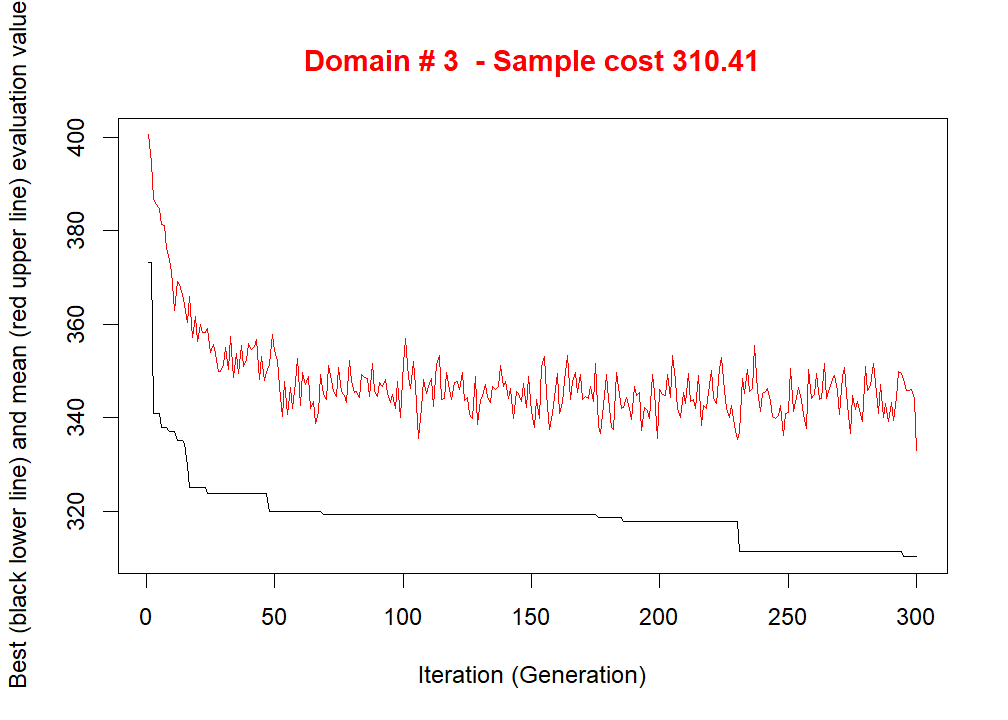 Domain # 3  - Sample cost 310.41
Best (black lower line) and mean (red upper line) evaluation value
400
380
360
340
320
0 50 100 150 200 250 300
Iteration (Generation)